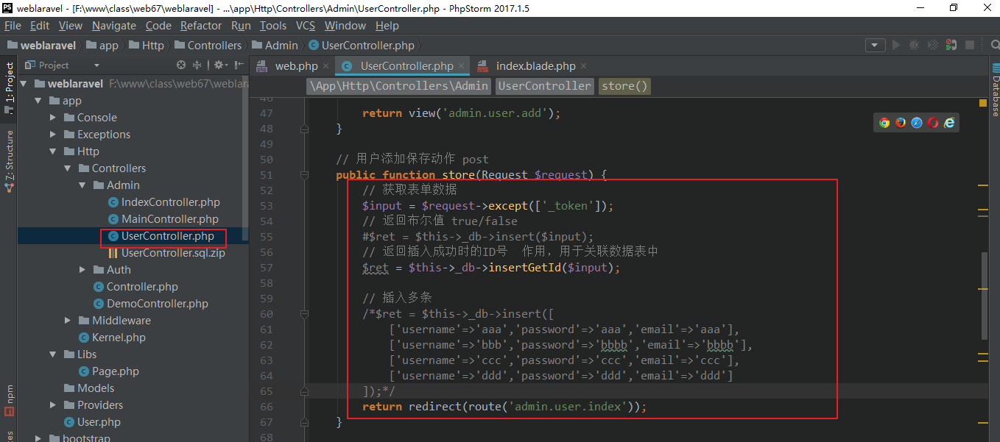 weblaravel - [F:\www\class\web67\weblaravel] - ...\app\Http\Controllers\Admin\UserController.php - PhpStorm 2017.1.5
File Edit View Navigate Code Refactor Run Tools VCS Window Help
weblaravel app Http Controllers Admin UserController.php
Project
web.php × UserController.php × index.blade.php ×
\App\Http\Controllers\Admin UserController store()
1: Project
7: Structure
npm
Database
weblaravel F:\www\class\web67\weblara
app
Console
Exceptions
Http
Controllers
Admin
IndexController.php
MainController.php
UserController.php
UserController.sql.zip
Auth
Controller.php
DemoController.php
Middleware
Kernel.php
Libs
Page.php
Models
Providers
User.php
bootstrap
46
47 return view('admin.user.add');
48 }
49
50 // 用户添加保存动作 post
51 public function store(Request $request) {
52 // 获取表单数据
53 $input = $request->except(['_token']);
54 // 返回布尔值 true/false
55 #$ret = $this->_db->insert($input);
56 // 返回插入成功时的ID号 作用，用于关联数据表中
57 $ret = $this->_db->insertGetId($input);
58
59 // 插入多条
60 /*$ret = $this->_db->insert([
61 ['username'=>'aaa','password'=>'aaa','email'=>'aaa'],
62 ['username'=>'bbb','password'=>'bbbb','email'=>'bbbb'],
63 ['username'=>'ccc','password'=>'ccc','email'=>'ccc'],
64 ['username'=>'ddd','password'=>'ddd','email'=>'ddd']
65 ]);*/
66 return redirect(route('admin.user.index'));
67 }
68